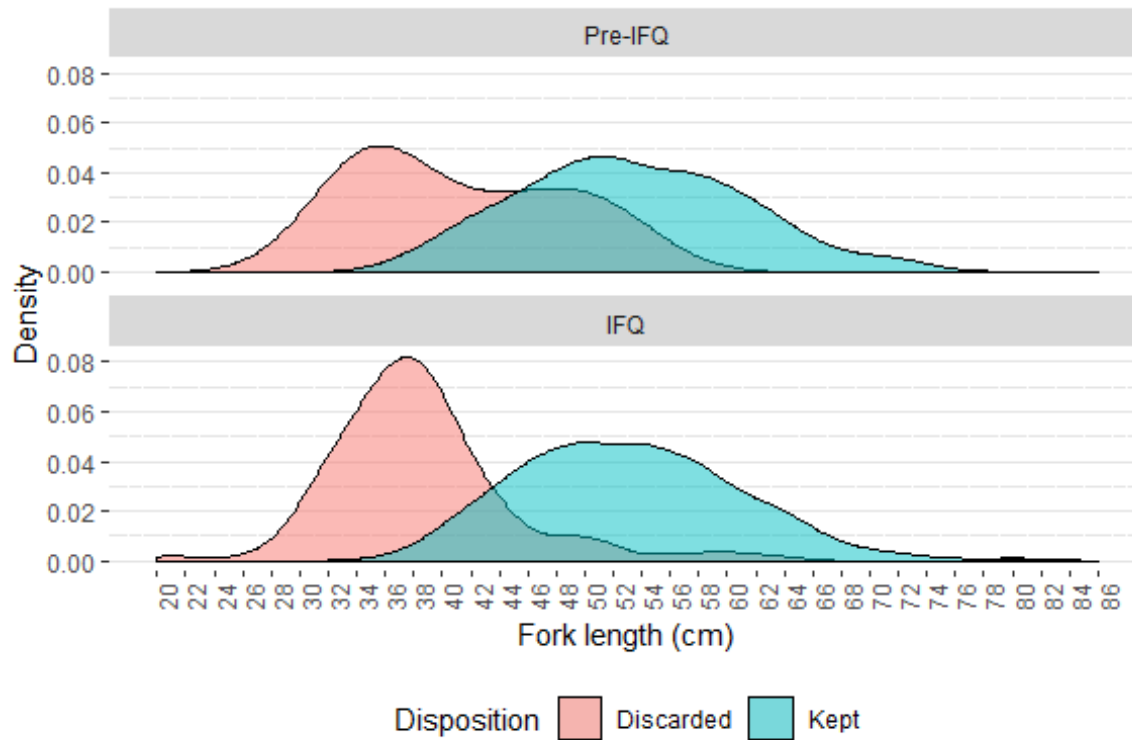 Pre-IFQ
0.08
0.06
0.04
0.02
0.00
Density
IFQ
0.08
0.06
0.04
0.02
0.00
20 22 24 26 28 30 32 34 36 38 40 42 44 46 48 50 52 54 56 58 60 62 64 66 68 70 72 74 76 78 80 82 84 86
Fork length (cm)
Disposition Discarded Kept